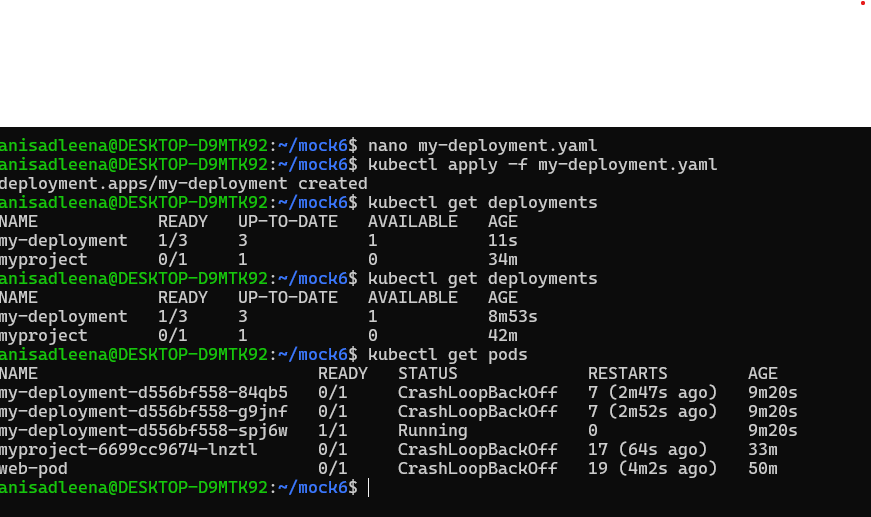 anisadleena@DESKTOP-D9MTK92:~/mock6$ nano my-deployment.yaml
anisadleena@DESKTOP-D9MTK92:~/mock6$ kubectl apply -f my-deployment.yaml
deployment.apps/my-deployment created
anisadleena@DESKTOP-D9MTK92:~/mock6$ kubectl get deployments
NAME            READY   UP-TO-DATE   AVAILABLE   AGE
my-deployment   1/3     3            1           11s
myproject       0/1     1            0           34m
anisadleena@DESKTOP-D9MTK92:~/mock6$ kubectl get deployments
NAME            READY   UP-TO-DATE   AVAILABLE   AGE
my-deployment   1/3     3            1           8m53s
myproject       0/1     1            0           42m
anisadleena@DESKTOP-D9MTK92:~/mock6$ kubectl get pods
NAME                            READY   STATUS             RESTARTS        AGE
my-deployment-d556bf558-84qb5   0/1     CrashLoopBackOff   7 (2m47s ago)   9m20s
my-deployment-d556bf558-g9jnf   0/1     CrashLoopBackOff   7 (2m52s ago)   9m20s
my-deployment-d556bf558-spj6w   1/1     Running            0               9m20s
myproject-6699cc9674-lnztl      0/1     CrashLoopBackOff   17 (64s ago)    33m
web-pod                         0/1     CrashLoopBackOff   19 (4m2s ago)   50m
anisadleena@DESKTOP-D9MTK92:~/mock6$